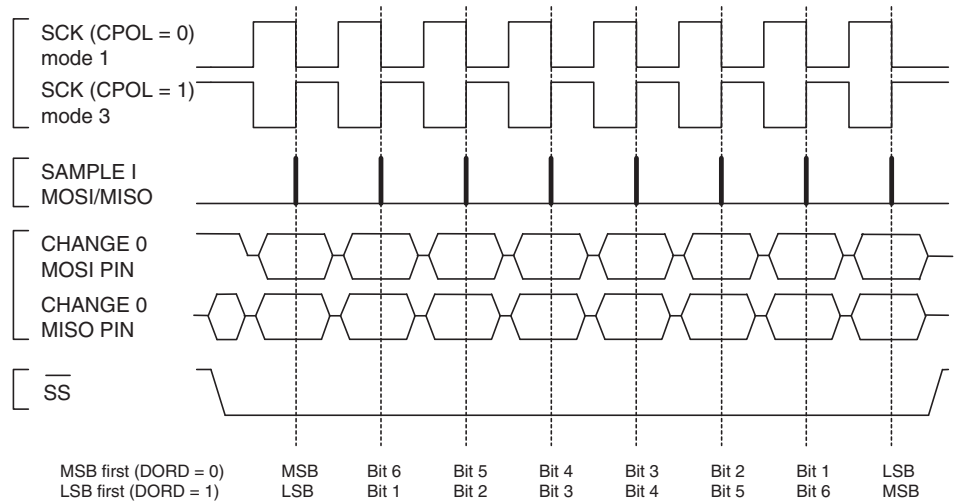 SCK (CPOL = 0)
mode 1
SCK (CPOL = 1)
mode 3
SAMPLE I
MOSI/MISO
CHANGE 0
MOSI PIN
CHANGE 0
MISO PIN
SS
MSB first (DORD = 0) MSB Bit 6 Bit 5 Bit 4 Bit 3 Bit 2 Bit 1 LSB
LSB first (DORD = 1) LSB Bit 1 Bit 2 Bit 3 Bit 4 Bit 5 Bit 6 MSB